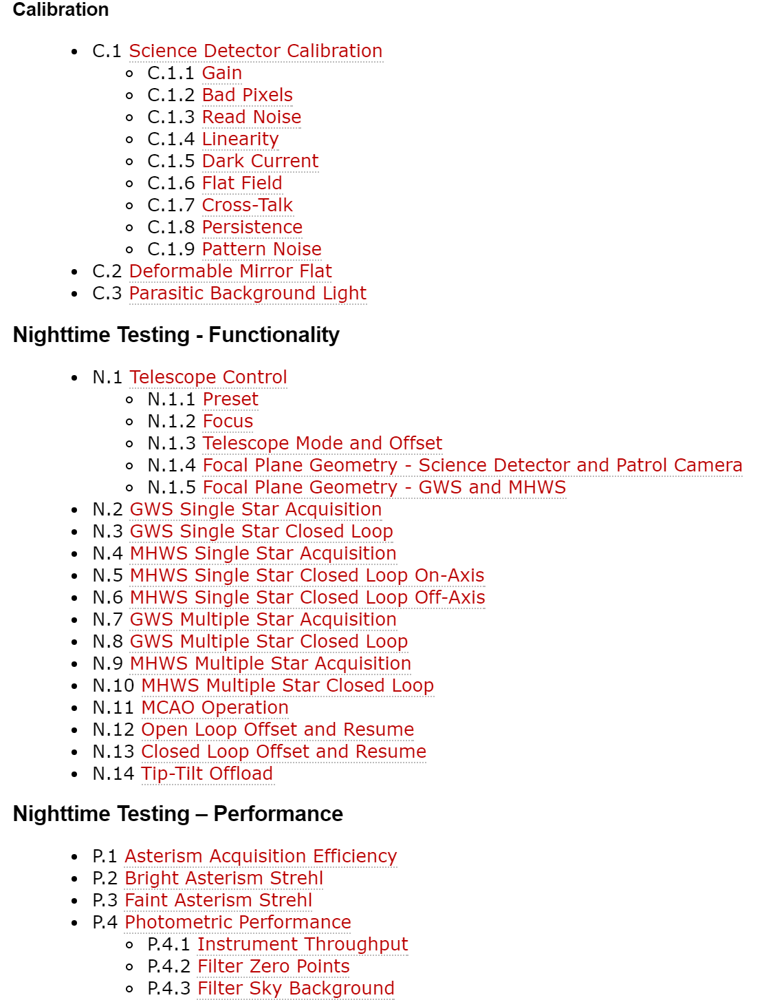 Calibration
C.1 Science Detector Calibration
C.1.1 Gain
C.1.2 Bad Pixels
C.1.3 Read Noise
C.1.4 Linearity
C.1.5 Dark Current
C.1.6 Flat Field
C.1.7 Cross-Talk
C.1.8 Persistence
C.1.9 Pattern Noise
C.2 Deformable Mirror Flat
C.3 Parasitic Background Light
Nighttime Testing - Functionality
N.1 Telescope Control
N.1.1 Preset
N.1.2 Focus
N.1.3 Telescope Mode and Offset
N.1.4 Focal Plane Geometry - Science Detector and Patrol Camera
N.1.5 Focal Plane Geometry - GWS and MHWS
N.2 GWS Single Star Acquisition
N.3 GWS Single Star Closed Loop
N.4 MHWS Single Star Acquisition
N.5 MHWS Single Star Closed Loop On-Axis
N.6 MHWS Single Star Closed Loop Off-Axis
N.7 GWS Multiple Star Acquisition
N.8 GWS Multiple Star Closed Loop
N.9 MHWS Multiple Star Acquisition
N.10 MHWS Multiple Star Closed Loop
N.11 MCAO Operation
N.12 Open Loop Offset and Resume
N.13 Closed Loop Offset and Resume
N.14 Tip-Tilt Offload
Nighttime Testing – Performance
P.1 Asterism Acquisition Efficiency
P.2 Bright Asterism Strehl
P.3 Faint Asterism Strehl
P.4 Photometric Performance
P.4.1 Instrument Throughput
P.4.2 Filter Zero Points
P.4.3 Filter Sky Background